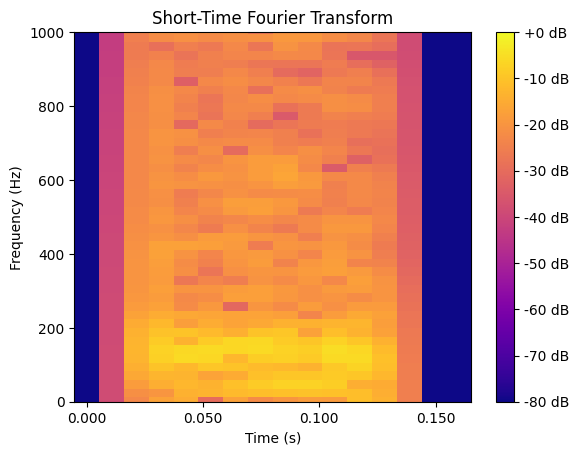 Short-Time Fourier Transform
1000
800
600
400
200
0
Frequency (Hz)
0.000
0.050
0.100
0.150
Time (s)
+0 dB
-10 dB
-20 dB
-30 dB
-40 dB
-50 dB
-60 dB
-70 dB
-80 dB